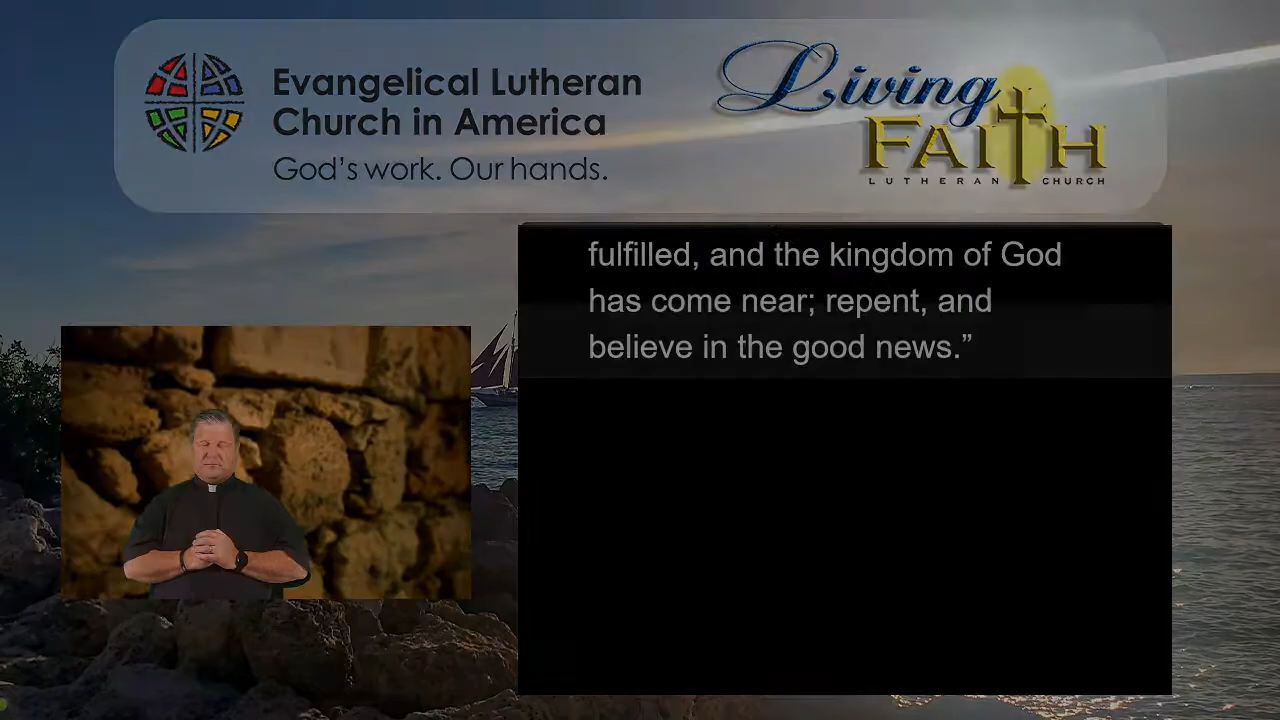 Evangelical Lutheran
Church in America
God's work. Our hands.
Living
FAITH
LUTHERAN CHURCH
fulfilled, and the kingdom of God
has come near; repent, and
believe in the good news.”